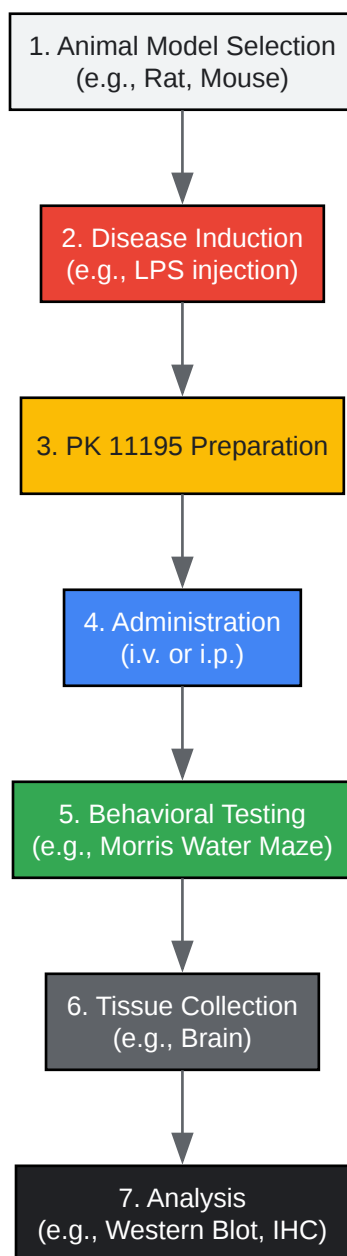 1. Animal Model Selection
(e.g., Rat, Mouse)
2. Disease Induction
(e.g., LPS injection)
3. PK 11195 Preparation
4. Administration
(i.v. or i.p.)
5. Behavioral Testing
(e.g., Morris Water Maze)
6. Tissue Collection
(e.g., Brain)
7. Analysis
(e.g., Western Blot, IHC)